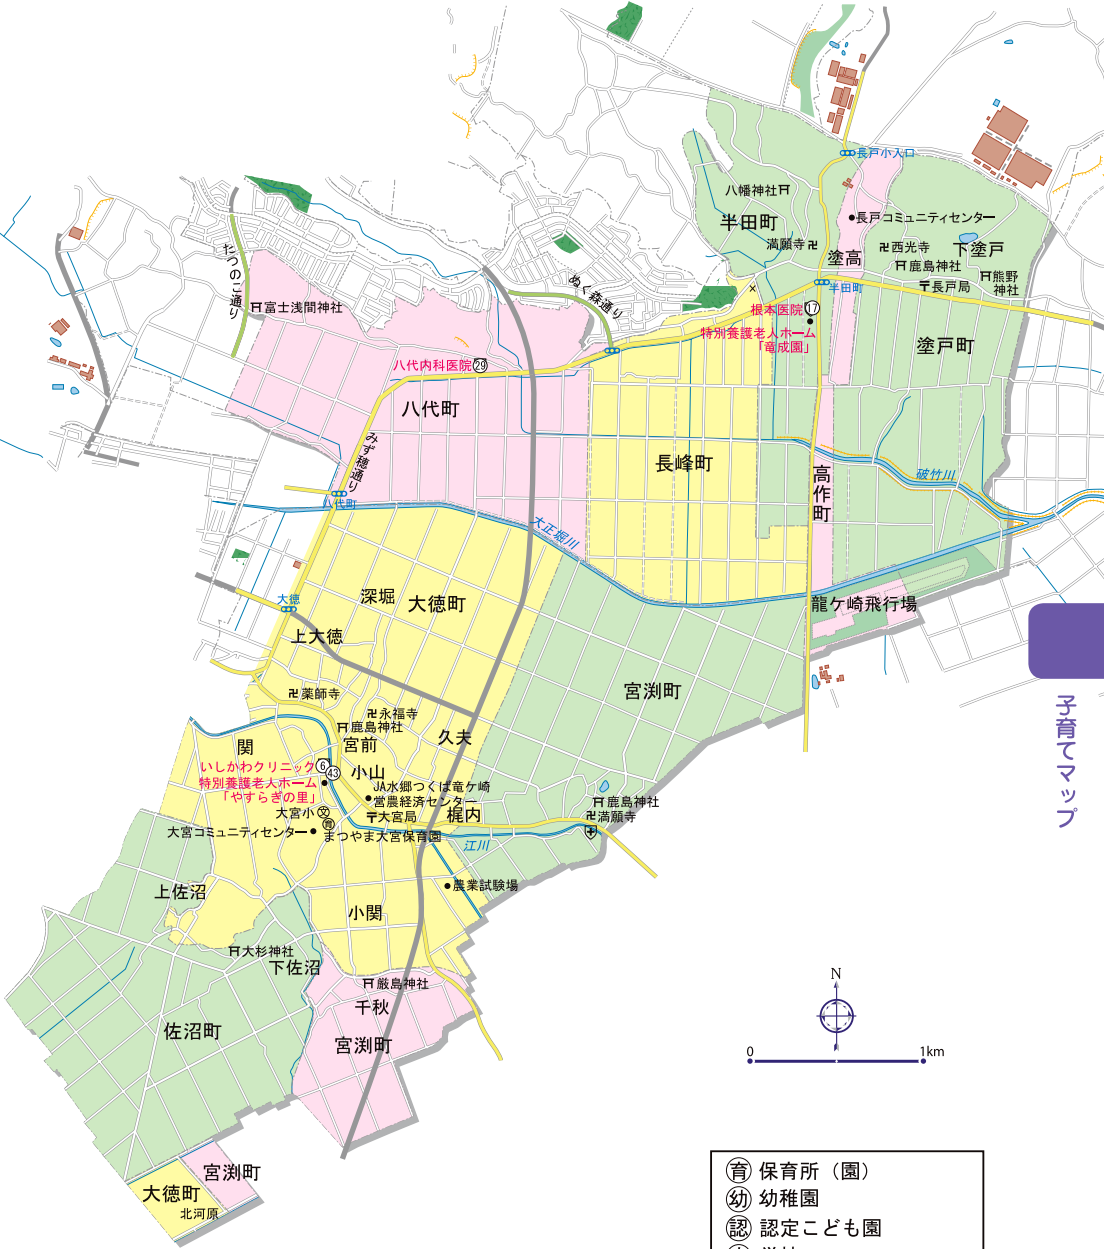 長戸小入口
八幡神社
半田町
長戸コミュニティセンター
満願寺
西光寺
下塗戸
塗高
鹿島神社
熊野
神社
長戸局
半田町
たつのこ通り
ぬく森通り
富士浅間神社
根本医院 17
特別養護老人ホーム
「竜成園」
塗戸町
八代内科医院 29
八代町
みず穂通り
長峰町
高作町
破竹川
八代町
大正堀川
大徳
深堀
大徳町
龍ケ崎飛行場
上大徳
宮渕町
薬師寺
永福寺
鹿島神社
久夫
関
宮前
いしかわクリニック 6
43
小山
特別養護老人ホーム
「やすらぎの里」
JA水郷つくば竜ケ崎
営農経済センター
大宮小 文
大宮局
梶内
鹿島神社
満願寺
育
大宮コミュニティセンター
まつやま大宮保育園
江川
上佐沼
農業試験場
小関
大杉神社
下佐沼
厳島神社
千秋
佐沼町
宮渕町
宮渕町
大徳町
北河原
子育てマップ
N
0 1km
育 保育所（園）
幼 幼稚園
認 認定こども園